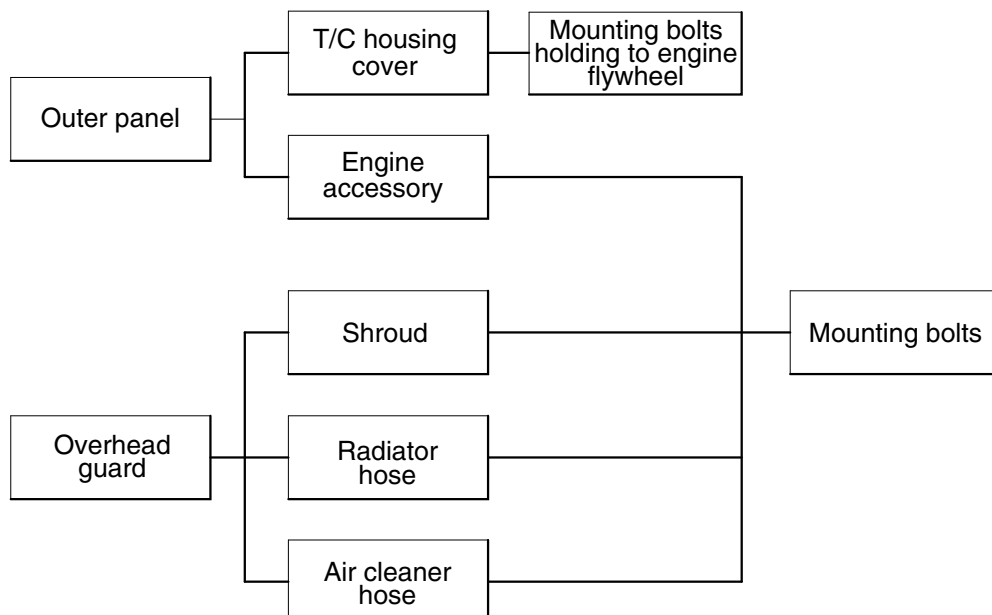 T/C housing
cover
Mounting bolts
holding to engine
flywheel
Outer panel
Engine
accessory
Shroud
Mounting bolts
Overhead
guard
Radiator
hose
Air cleaner
hose